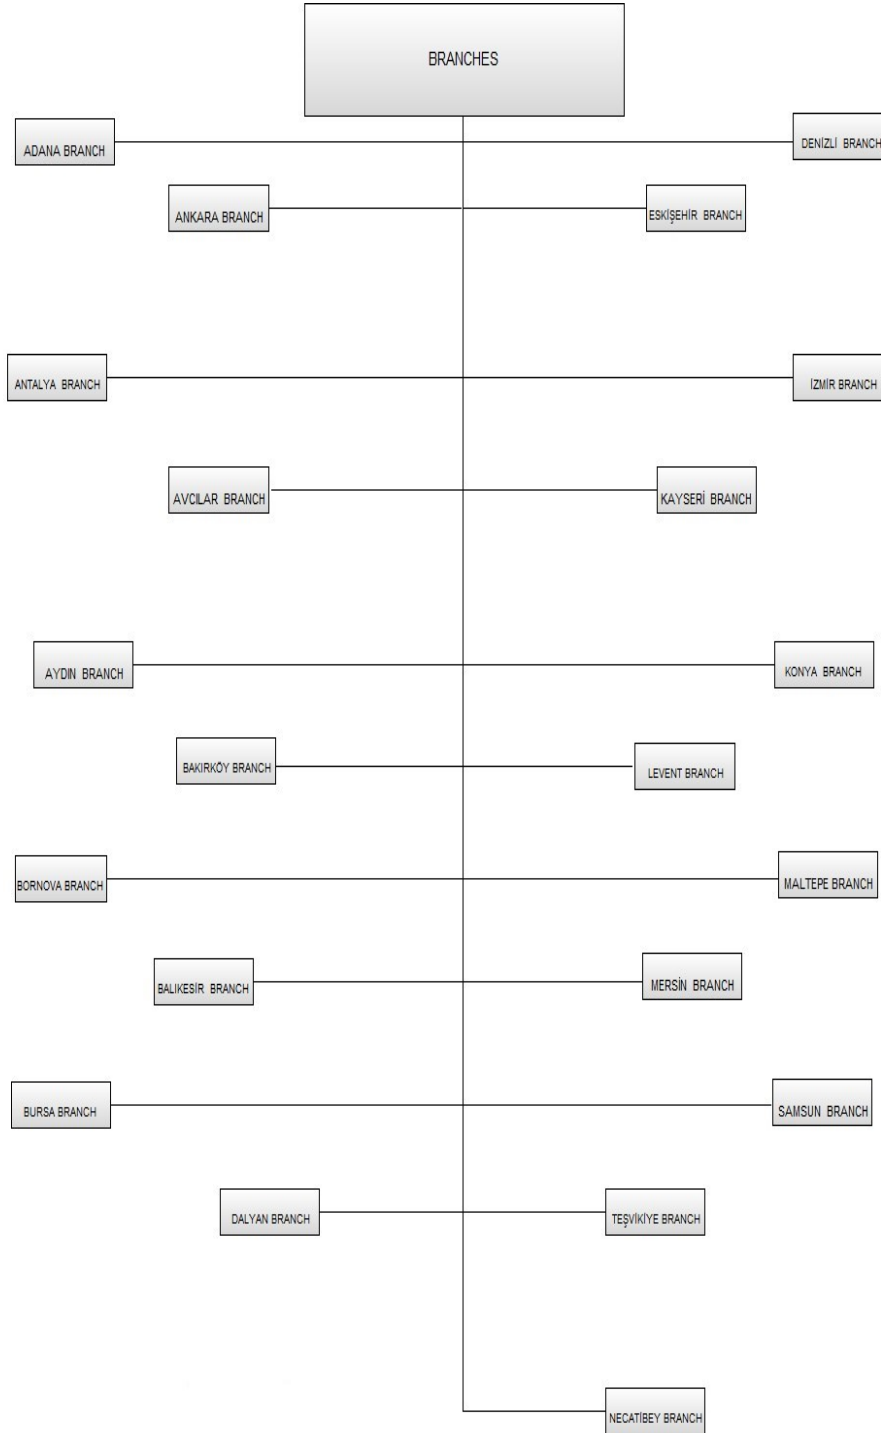 BRANCHES
ADANA BRANCH
DENİZLİ BRANCH
ANKARA BRANCH
ESKİŞEHİR BRANCH
ANTALYA BRANCH
İZMİR BRANCH
AVCILAR BRANCH
KAYSERİ BRANCH
AYDIN BRANCH
KONYA BRANCH
BAKIRKÖY BRANCH
LEVENT BRANCH
BORNOVA BRANCH
MALTEPE BRANCH
BALIKESİR BRANCH
MERSİN BRANCH
BURSA BRANCH
SAMSUN BRANCH
DALYAN BRANCH
TEŞVİKİYE BRANCH
NECATİBEY BRANCH